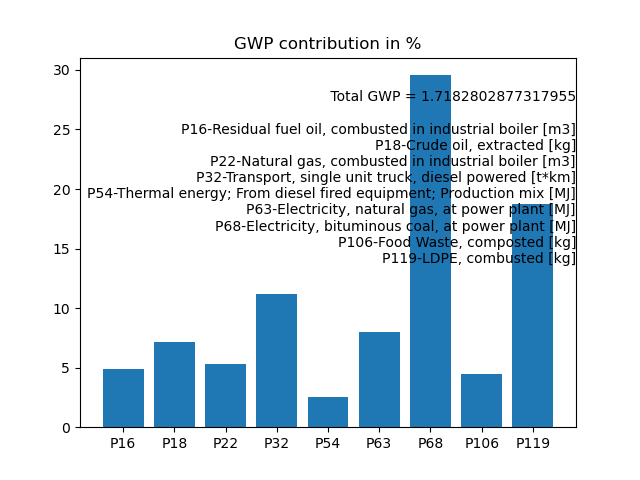 GWP contribution in %
30
25
20
15
10
5
0
Total GWP = 1.7182802877317955
P16-Residual fuel oil, combusted in industrial boiler [m3]
P18-Crude oil, extracted [kg]
P22-Natural gas, combusted in industrial boiler [m3]
P32-Transport, single unit truck, diesel powered [t*km]
P54-Thermal energy; From diesel fired equipment; Production mix [MJ]
P63-Electricity, natural gas, at power plant [MJ]
P68-Electricity, bituminous coal, at power plant [MJ]
P106-Food Waste, composted [kg]
P119-LDPE, combusted [kg]
P16 P18 P22 P32 P54 P63 P68 P106 P119